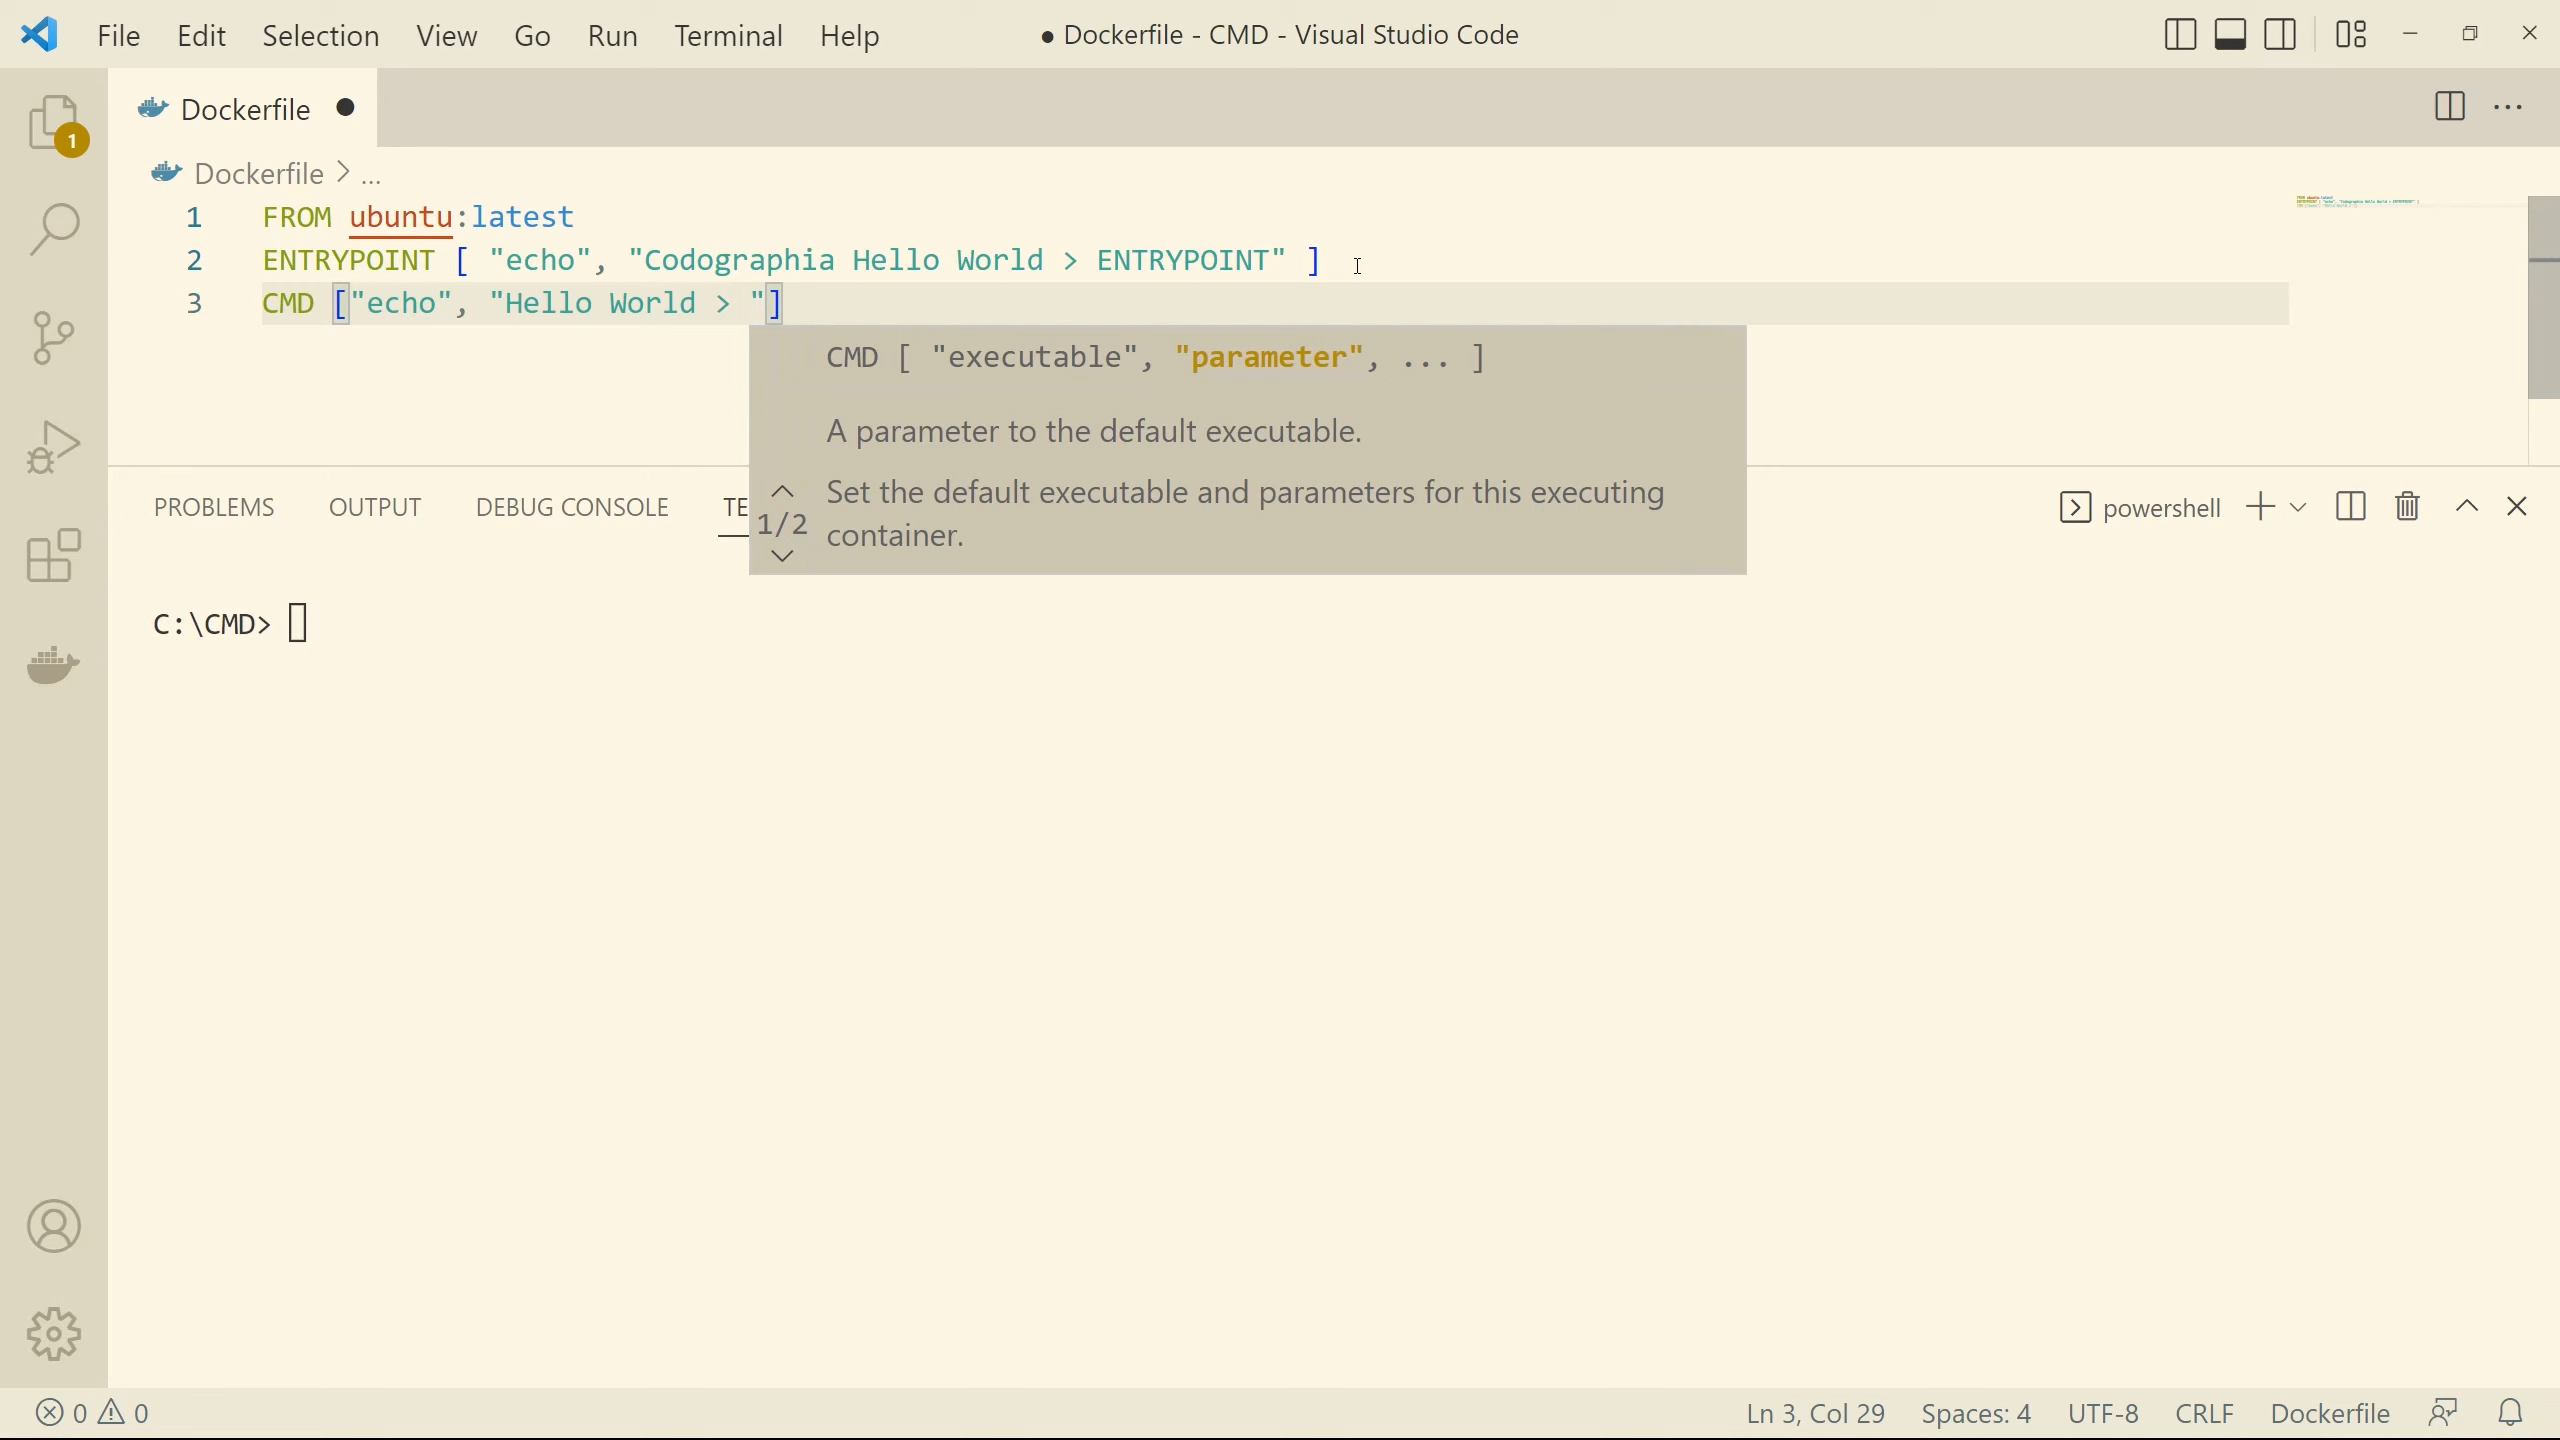 File Edit Selection View Go Run Terminal Help ● Dockerfile - CMD - Visual Studio Code
Dockerfile ●
1
Dockerfile > ...
1 FROM ubuntu:latest
2 ENTRYPOINT [ "echo", "Codographia Hello World > ENTRYPOINT" ]
3 CMD ["echo", "Hello World > "]
CMD [ "executable", "parameter", ... ]
A parameter to the default executable.
Set the default executable and parameters for this executing
container.
1/2
PROBLEMS OUTPUT DEBUG CONSOLE TE powershell
C:\CMD>
0 0 Ln 3, Col 29 Spaces: 4 UTF-8 CRLF Dockerfile